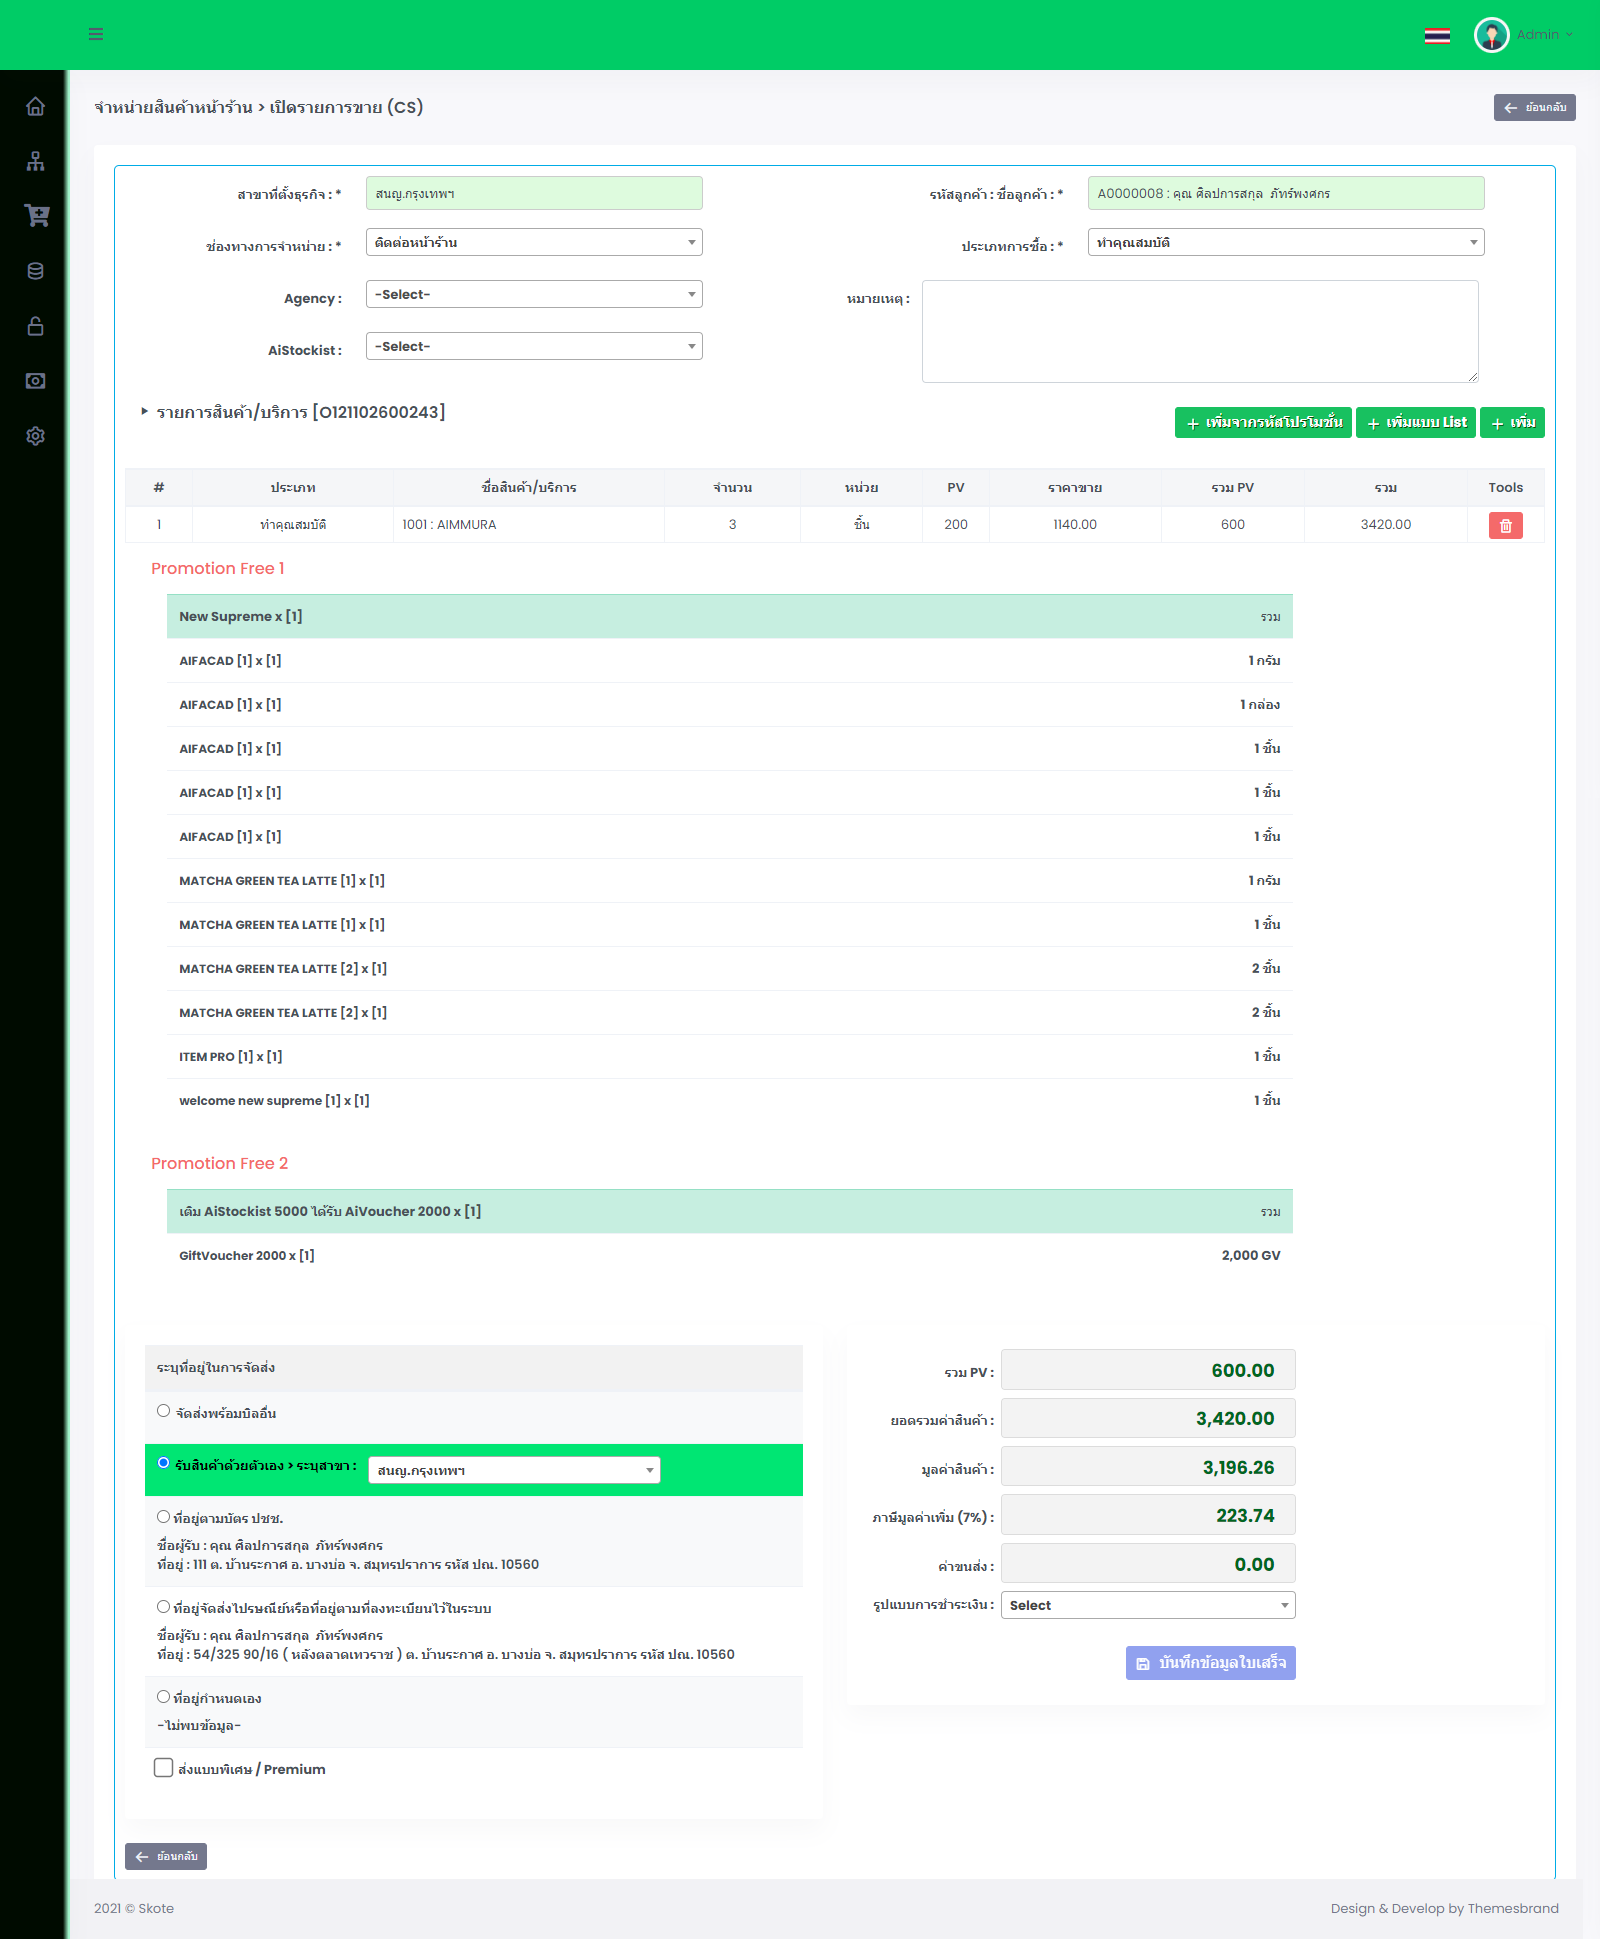 Admin
จำหน่ายสินค้าหน้าร้าน > เปิดรายการขาย (CS)
ย้อนกลับ
สาขาที่ตั้งธุรกิจ : * สนญ.กรุงเทพฯ
รหัสลูกค้า : ชื่อลูกค้า : * A0000008 : คุณ ศิลปการสกุล ภัทร์พงศกร
ช่องทางการจำหน่าย : * ติดต่อหน้าร้าน
ประเภทการซื้อ : * ทำคุณสมบัติ
Agency : -Select-
หมายเหตุ :
AiStockist : -Select-
รายการสินค้า/บริการ [O121102600243]
+ เพิ่มจากรหัสโปรโมชั่น + เพิ่มแบบ List + เพิ่ม
# ประเภท ชื่อสินค้า/บริการ จำนวน หน่วย PV ราคาขาย รวม PV รวม Tools
1 ทำคุณสมบัติ 1001 : AIMMURA 3 ชิ้น 200 1140.00 600 3420.00
Promotion Free 1
New Supreme x [1] รวม
AIFACAD [1] x [1] 1 กรัม
AIFACAD [1] x [1] 1 กล่อง
AIFACAD [1] x [1] 1 ชิ้น
AIFACAD [1] x [1] 1 ชิ้น
AIFACAD [1] x [1] 1 ชิ้น
MATCHA GREEN TEA LATTE [1] x [1] 1 กรัม
MATCHA GREEN TEA LATTE [1] x [1] 1 ชิ้น
MATCHA GREEN TEA LATTE [2] x [1] 2 ชิ้น
MATCHA GREEN TEA LATTE [2] x [1] 2 ชิ้น
ITEM PRO [1] x [1] 1 ชิ้น
welcome new supreme [1] x [1] 1 ชิ้น
Promotion Free 2
เติม AiStockist 5000 ได้รับ AiVoucher 2000 x [1] รวม
GiftVoucher 2000 x [1] 2,000 GV
ระบุที่อยู่ในการจัดส่ง
จัดส่งพร้อมบิลอื่น
รับสินค้าด้วยตัวเอง > ระบุสาขา : สนญ.กรุงเทพฯ
ที่อยู่ตามบัตร ปชช.
ชื่อผู้รับ : คุณ ศิลปการสกุล ภัทร์พงศกร
ที่อยู่ : 111 ต. บ้านระกาศ อ. บางบ่อ จ. สมุทรปราการ รหัส ปณ. 10560
ที่อยู่จัดส่งไปรษณีย์หรือที่อยู่ตามที่ลงทะเบียนไว้ในระบบ
ชื่อผู้รับ : คุณ ศิลปการสกุล ภัทร์พงศกร
ที่อยู่ : 54/325 90/16 ( หลังตลาดเทวราช ) ต. บ้านระกาศ อ. บางบ่อ จ. สมุทรปราการ รหัส ปณ. 10560
ที่อยู่กำหนดเอง
-ไม่พบข้อมูล-
ส่งแบบพิเศษ / Premium
รวม PV : 600.00
ยอดรวมค่าสินค้า : 3,420.00
มูลค่าสินค้า : 3,196.26
ภาษีมูลค่าเพิ่ม (7%) : 223.74
ค่าขนส่ง : 0.00
รูปแบบการชำระเงิน : Select
บันทึกข้อมูลใบเสร็จ
ย้อนกลับ
2021 © Skote
Design & Develop by Themesbrand